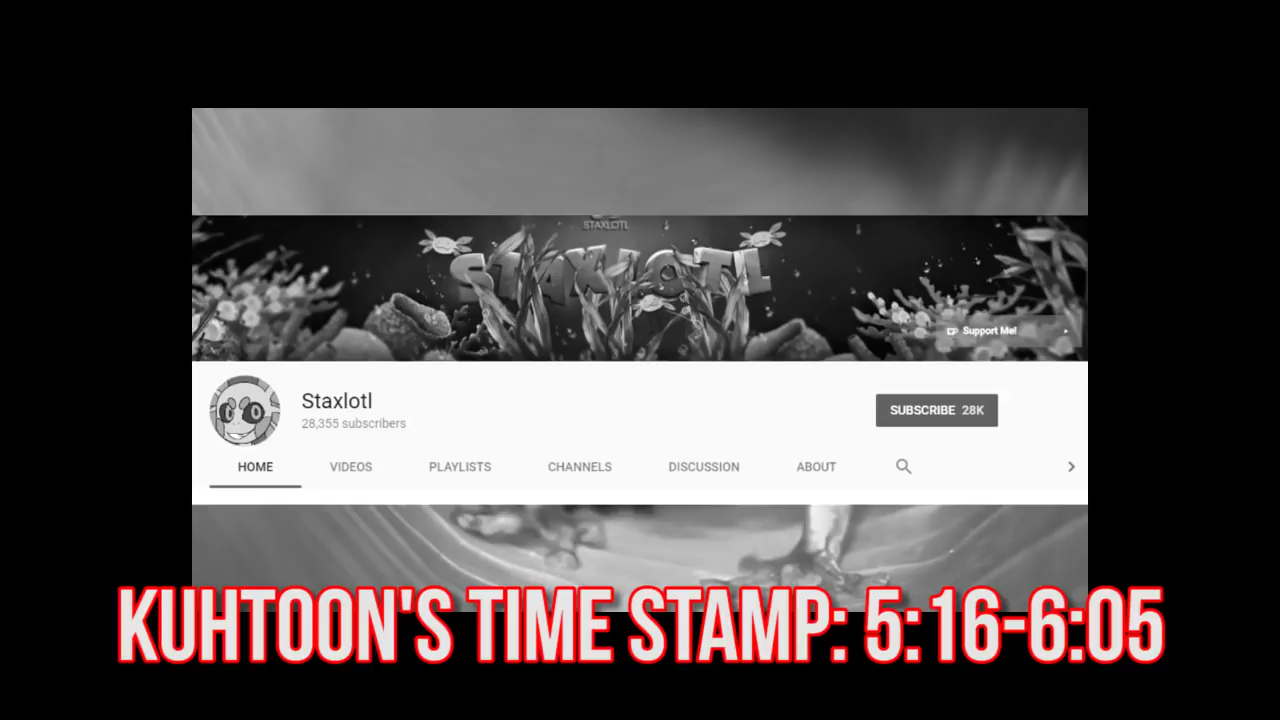 STAXLOTL
STAXLOTL
Support Me!
Staxlotl
28,355 subscribers
SUBSCRIBE 28K
HOME VIDEOS PLAYLISTS CHANNELS DISCUSSION ABOUT
KUHTOON'S TIME STAMP: 5:16-6:05